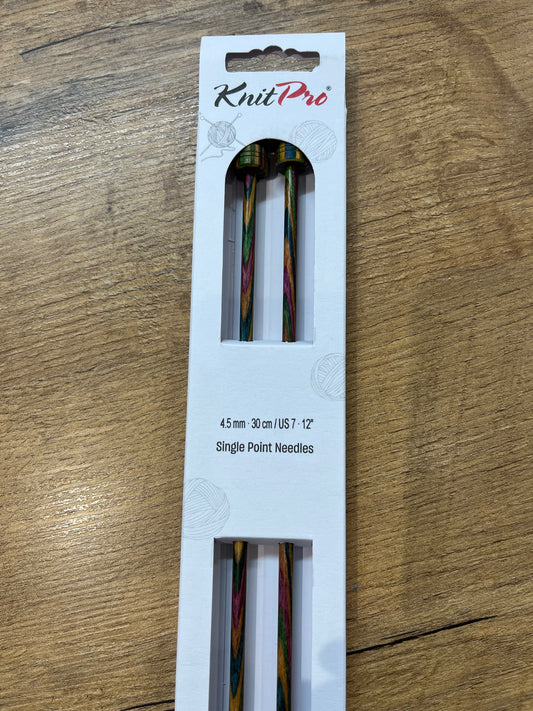 KnitPro®
4.5 mm · 30 cm / US 7 · 12"
Single Point Needles